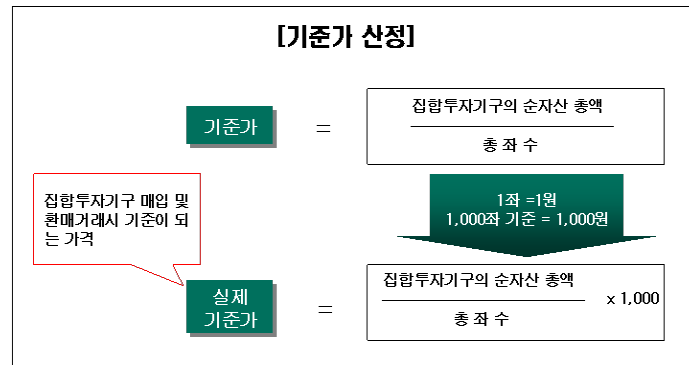 [기준가 산정]
기준가
=
집합투자기구의 순자산 총액
총 좌 수
집합투자기구 매입 및
환매거래시 기준이 되
는 가격
1좌 =1원
1,000좌 기준 = 1,000원
실제
기준가
=
집합투자기구의 순자산 총액
총 좌 수
x 1,000